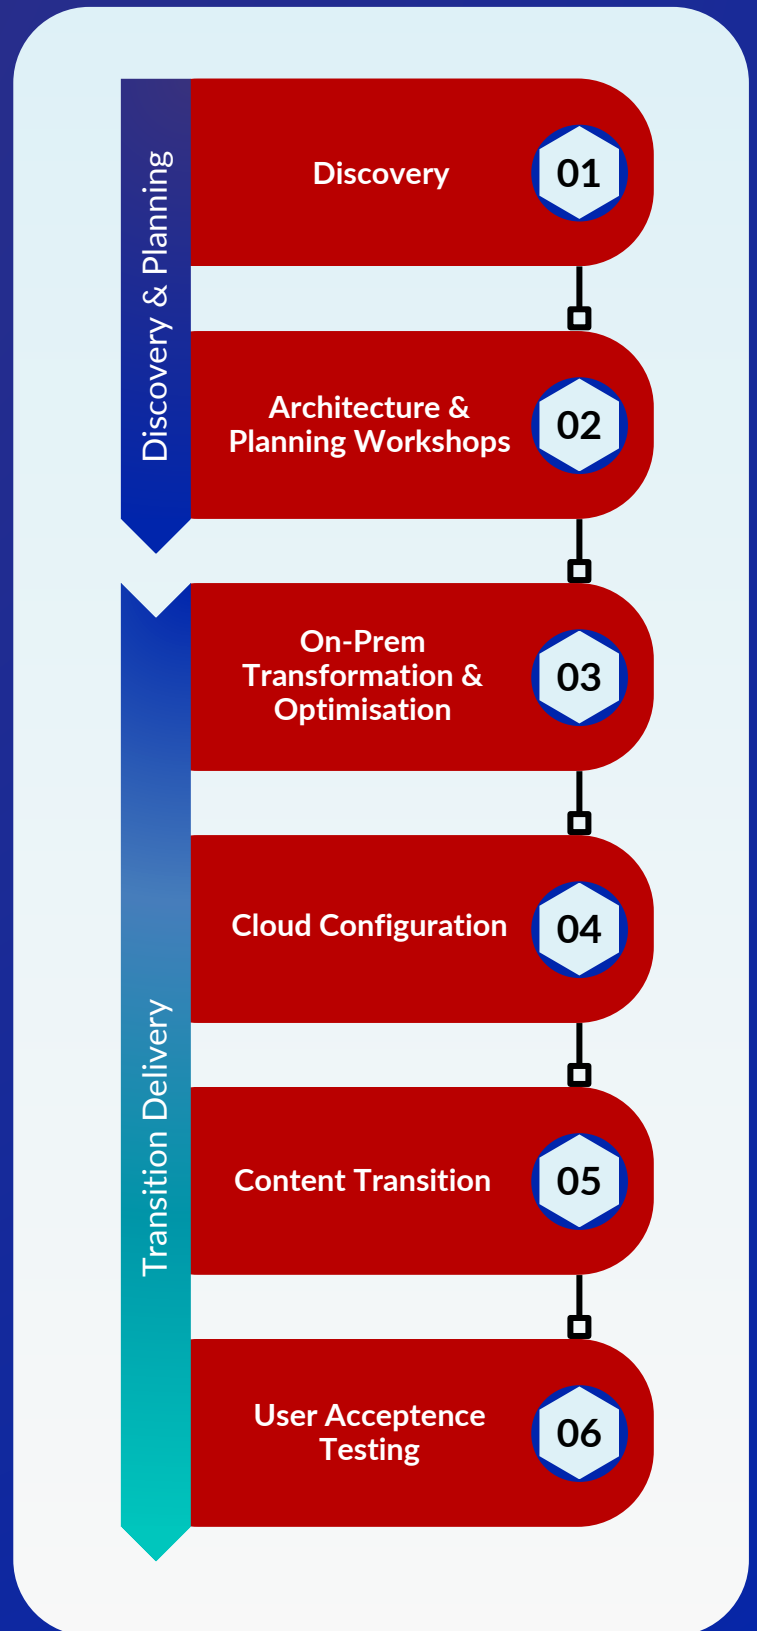 Discovery & Planning
Discovery
01
Architecture &
Planning Workshops
02
Transition Delivery
On-Prem
Transformation &
Optimisation
03
Cloud Configuration
04
Content Transition
05
User Acceptence
Testing
06